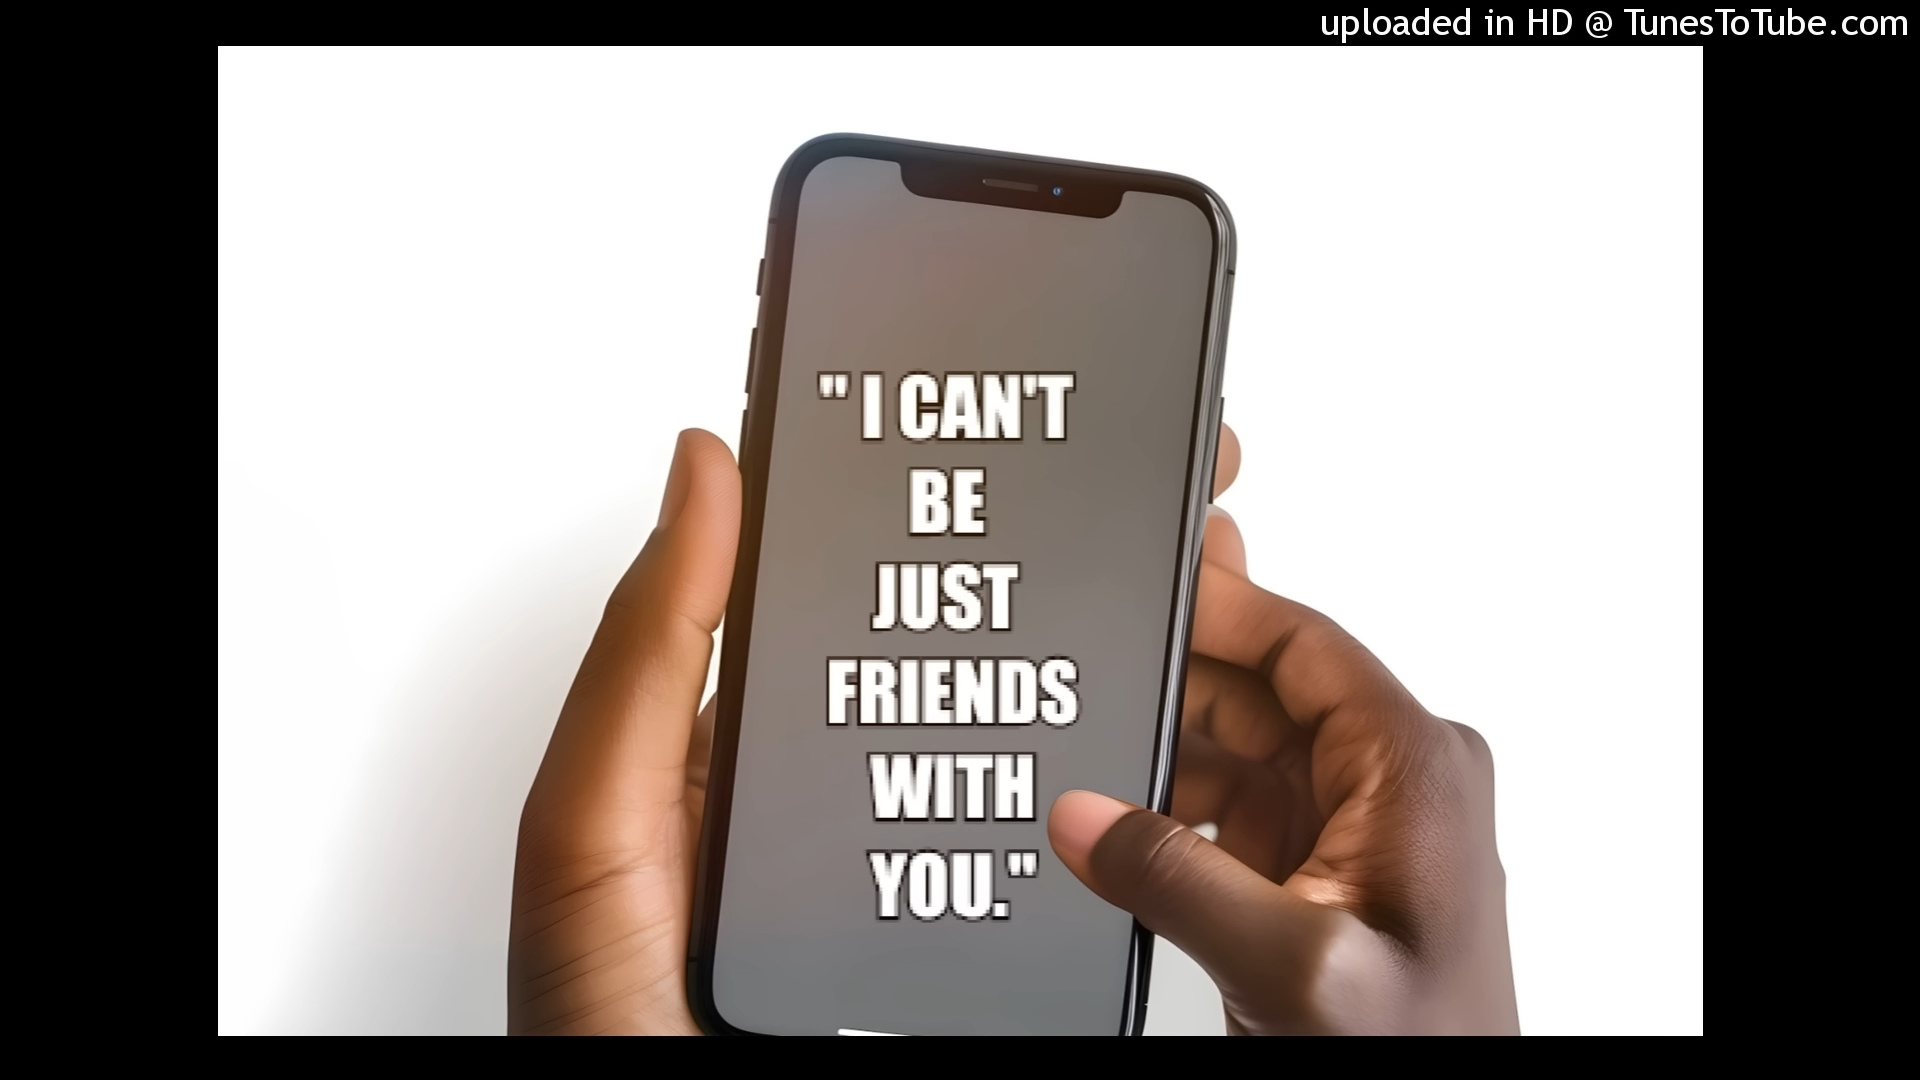 uploaded in HD @ TunesToTube.com
" I CAN'T
BE
JUST
FRIENDS
WITH
YOU."